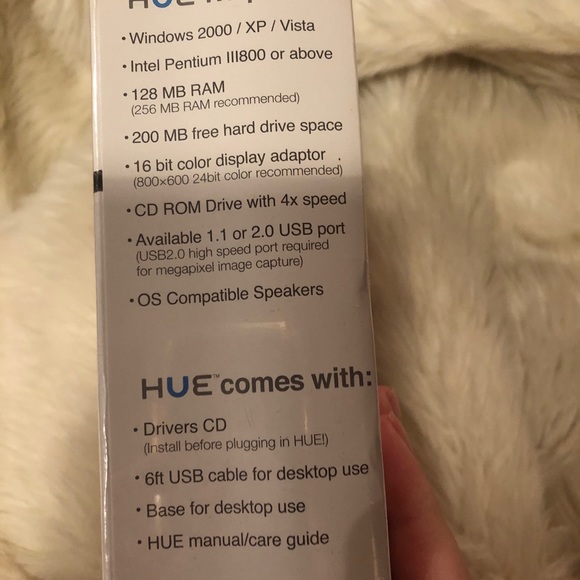 HUE
• Windows 2000 / XP / Vista
• Intel Pentium III800 or above
• 128 MB RAM
(256 MB RAM recommended)
• 200 MB free hard drive space
• 16 bit color display adaptor .
(800×600 24bit color recommended)
• CD ROM Drive with 4x speed
• Available 1.1 or 2.0 USB port
(USB2.0 high speed port required
for megapixel image capture)
• OS Compatible Speakers
HUE™ comes with:
• Drivers CD
(Install before plugging in HUE!)
• 6ft USB cable for desktop use
• Base for desktop use
• HUE manual/care guide